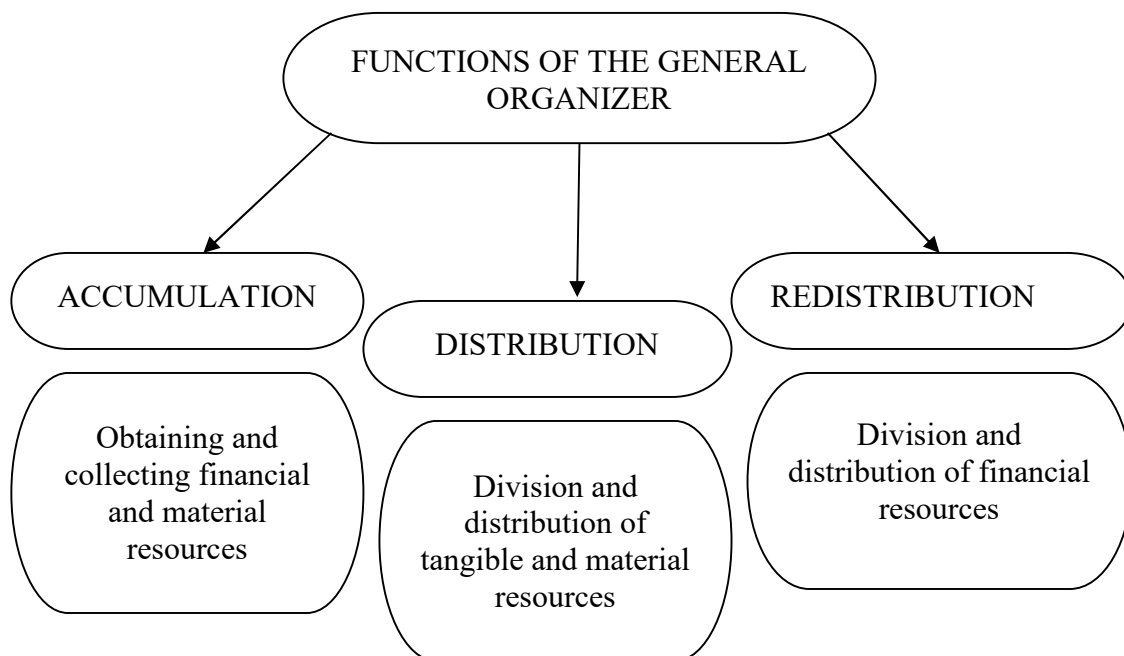 FUNCTIONS OF THE GENERAL
ORGANIZER
ACCUMULATION
DISTRIBUTION
REDISTRIBUTION
Obtaining and
collecting financial
and material
resources
Division and
distribution of
tangible and material
resources
Division and
distribution of financial
resources